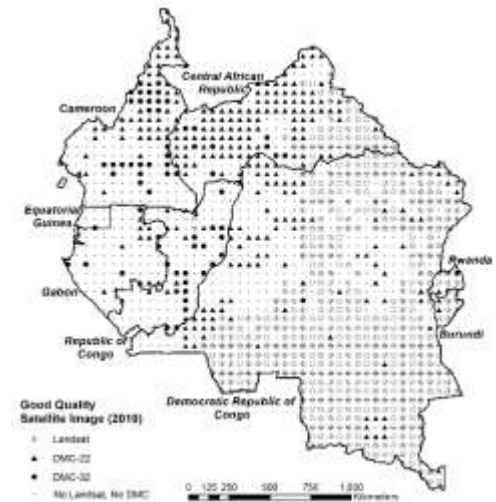 Central African
Republic
Cameroon
Equatorial
Guinea
Rwanda
Gabon
Burundi
Republic of
Congo
Democratic Republic of
Congo
Good Quality
Satellite Image (2010)
Landsat
DMC-22
DMC-32
No Landsat, No DMC
0 125 250 500 750 1,000
Kilometers